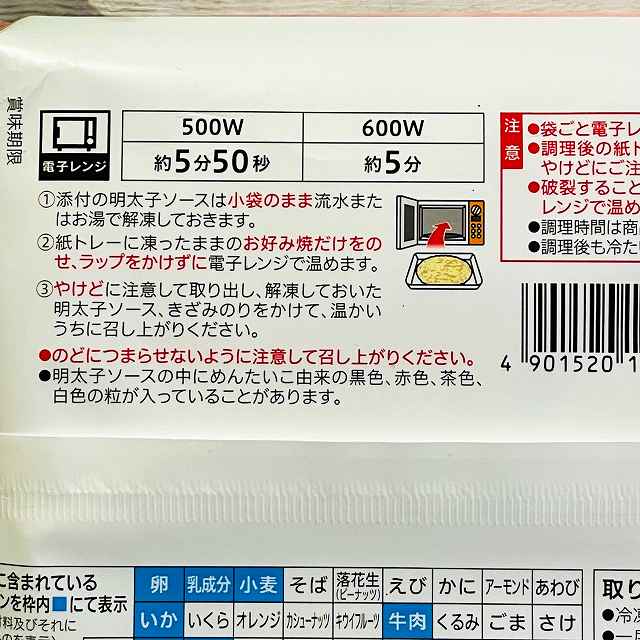 賞味期限
電子レンジ
500W 600W
約5分50秒 約5分
①添付の明太子ソースは小袋のまま流水また
はお湯で解凍しておきます。
②紙トレーに凍ったままのお好み焼だけをの
せ、ラップをかけずに電子レンジで温めます。
③やけどに注意して取り出し、解凍しておいた
明太子ソース、きざみのりをかけて、温かい
うちに召し上がりください。
●のどにつまらせないように注意して召し上がりください。
●明太子ソースの中にめんたいこ由来の黒色、赤色、茶色、
白色の粒が入っていることがあります。
注意
●袋ごと電子レ
●調理後の紙ト
やけどにご注
●破裂すること
レンジで温め
●調理時間は商
●調理後も冷た
4 901520 1
に含まれている
ンを枠内■にて表示
材料及びそれに
卵 乳成分 小麦 そば 落花生(ピーナッツ) えび かに アーモンド あわび
いか いくら オレンジ カシューナッツ キウイフルーツ 牛肉 くるみ ごま さけ
取り
●冷凍